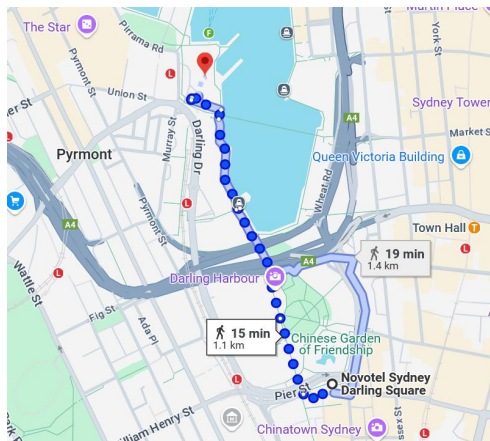 The Star
Pirrama Rd
Martin Place
York St
Sydney Tower
Union St
Murray St
Darling Dr
A4
Market S
Queen Victoria Building
Pyrmont
Pyrmont St
Wheat Rd
A4
Town Hall
19 min
1.4 km
A4
Darling Harbour
Wattle St
Fig St
Ada Pl
15 min
1.1 km
Chinese Garden
of Friendship
Novotel Sydney
Darling Square
Pier St
lliam Henry St
ssex St
Chinatown Sydney